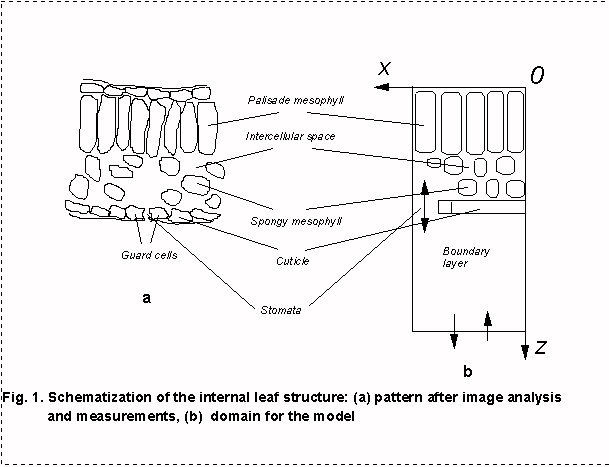 X
O
Palisade mesophyll
Intercellular space
Spongy mesophyll
Guard cells
Cuticle
Boundary
layer
a
Stomata
Z
b
Fig. 1. Schematization of the internal leaf structure: (a) pattern after image analysis
and measurements, (b) domain for the model